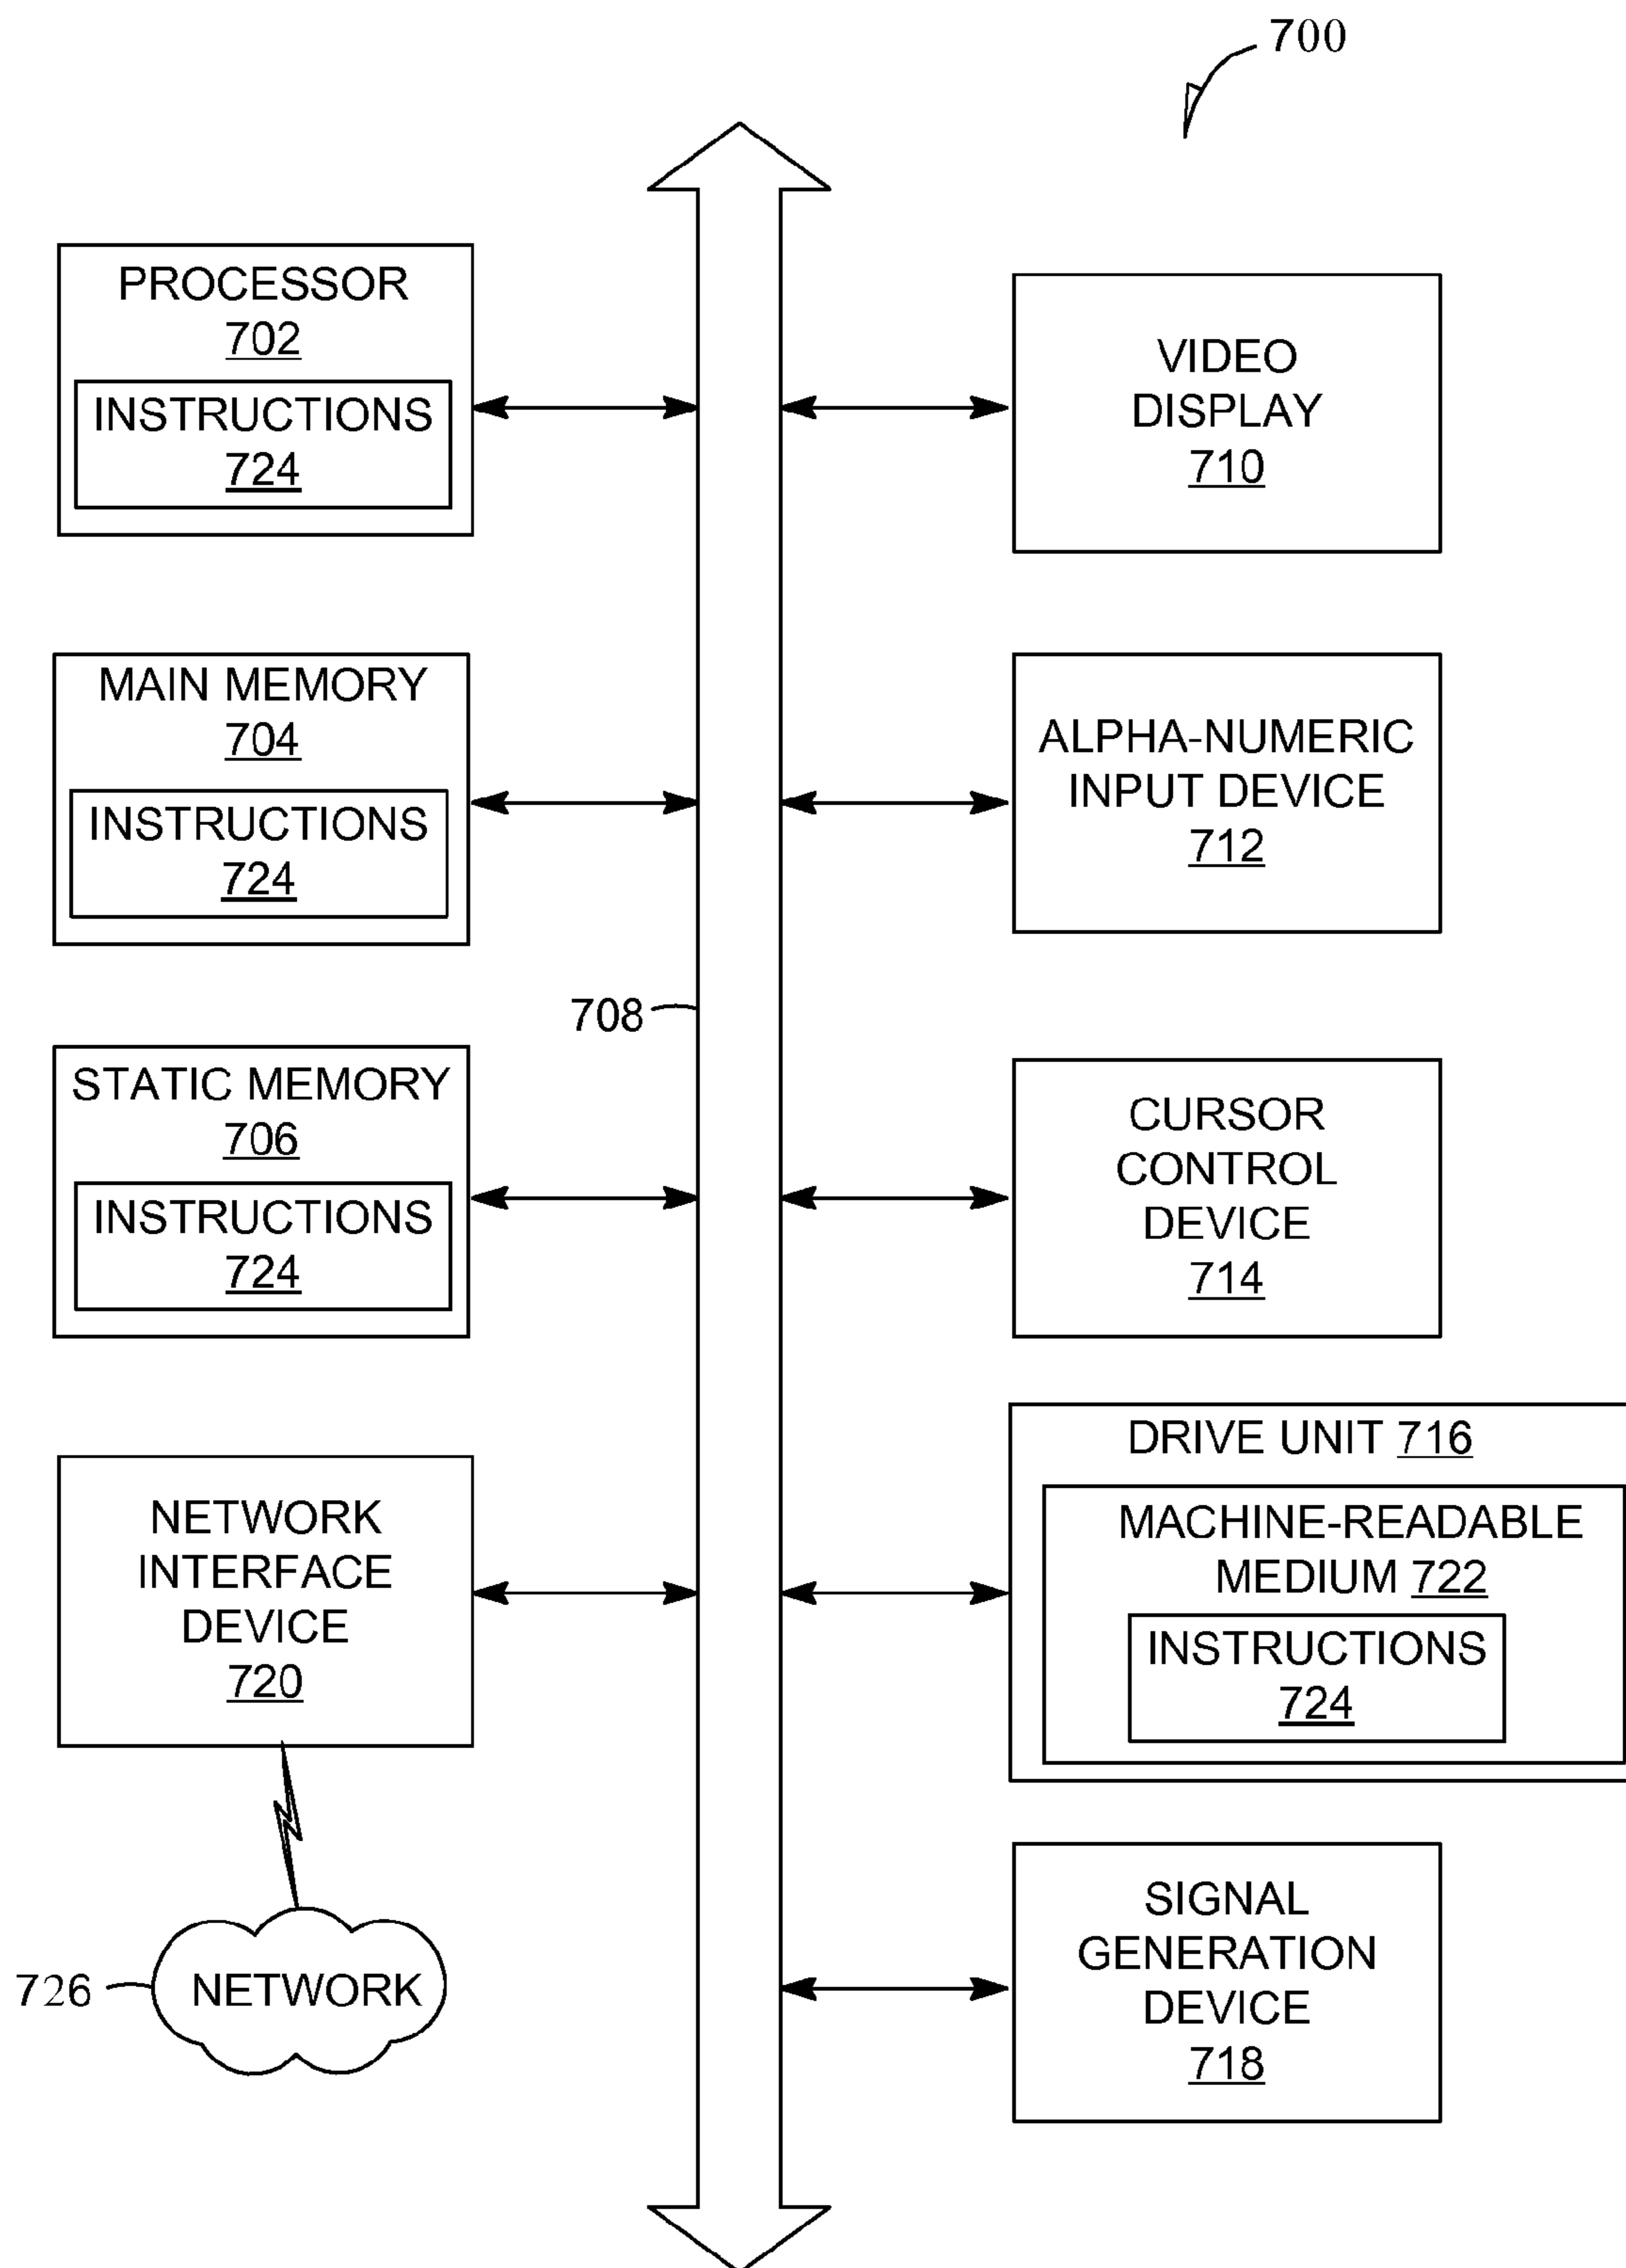 700
PROCESSOR
702
INSTRUCTIONS
724
VIDEO
DISPLAY
710
MAIN MEMORY
704
INSTRUCTIONS
724
ALPHA-NUMERIC
INPUT DEVICE
712
708
STATIC MEMORY
706
INSTRUCTIONS
724
CURSOR
CONTROL
DEVICE
714
NETWORK
INTERFACE
DEVICE
720
DRIVE UNIT 716
MACHINE-READABLE
MEDIUM 722
INSTRUCTIONS
724
726
NETWORK
SIGNAL
GENERATION
DEVICE
718